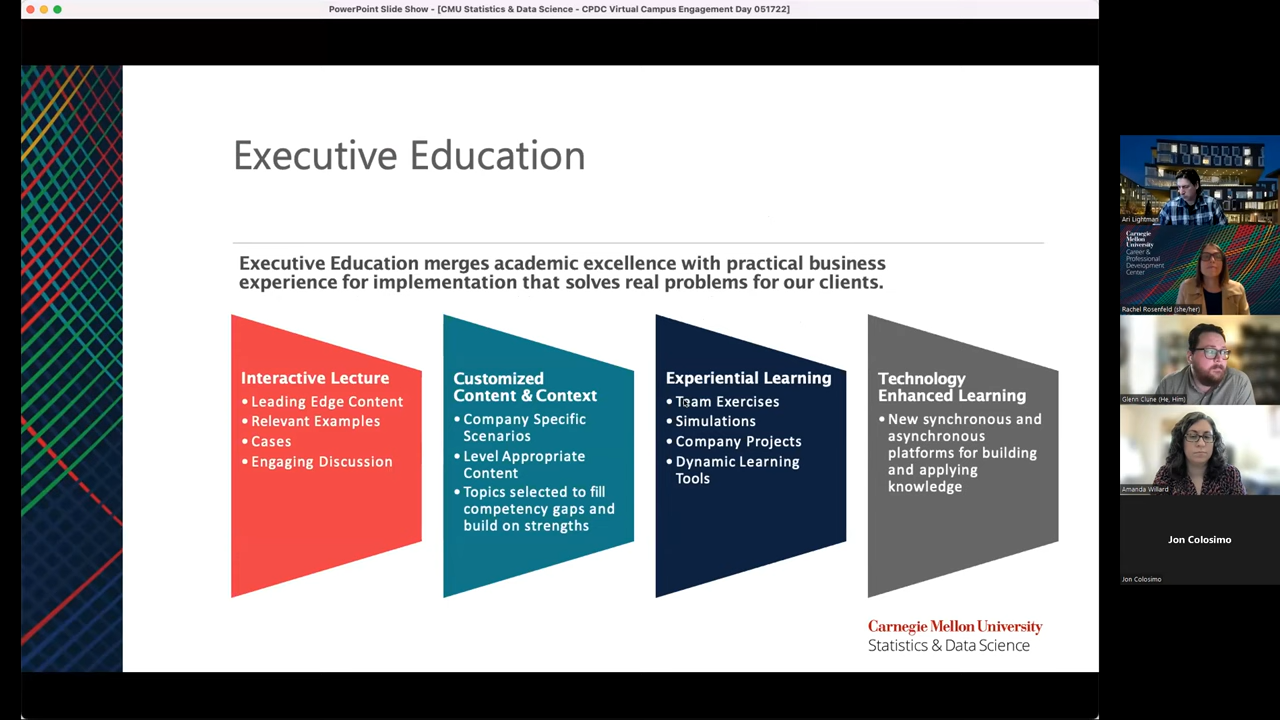 PowerPoint Slide Show - [CMU Statistics & Data Science - CPDC Virtual Campus Engagement Day 051722]
Executive Education
Executive Education merges academic excellence with practical business
experience for implementation that solves real problems for our clients.
Interactive Lecture
• Leading Edge Content
• Relevant Examples
• Cases
• Engaging Discussion
Customized
Content & Context
• Company Specific
Scenarios
• Level Appropriate
Content
• Topics selected to fill
competency gaps and
build on strengths
Experiential Learning
• Team Exercises
• Simulations
• Company Projects
• Dynamic Learning
Tools
Technology
Enhanced Learning
• New synchronous and
asynchronous
platforms for building
and applying
knowledge
Carnegie Mellon University
Statistics & Data Science
Ari Lightman
Carnegie
Mellon
University
Career &
Professional
Development
Center
Rachel Rosenfeld (she/her)
Glenn Clune (He, Him)
Amanda Willard
Jon Colosimo
Jon Colosimo